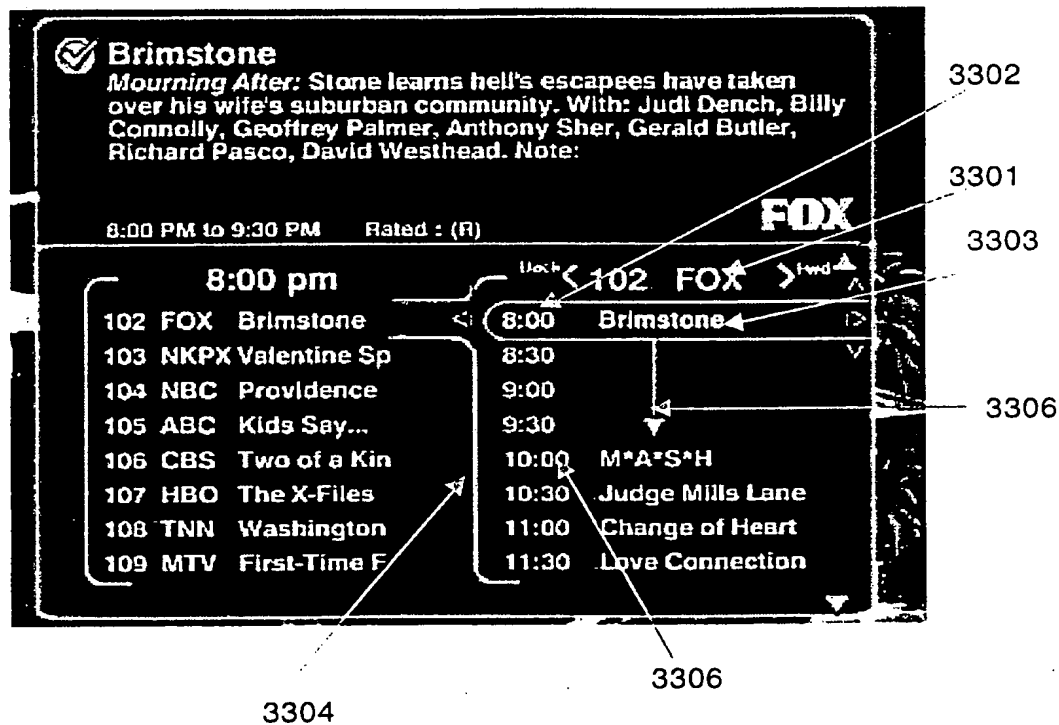 Brimstone
Mourning After: Stone learns hell's escapees have taken
over his wife's suburban community. With: Judi Dench, Billy
Connolly, Geoffrey Palmer, Anthony Sher, Gerald Butler,
Richard Pasco, David Westhead. Note:
8:00 PM to 9:30 PM Rated : (R)
FOX
8:00 pm
102 FOX Brimstone
103 NKPX Valentine Sp
104 NBC Providence
105 ABC Kids Say...
106 CBS Two of a Kin
107 HBO The X-Files
108 TNN Washington
109 MTV First-Time F
Back < 102 FOX > Fwd
8:00 Brimstone
8:30
9:00
9:30
10:00 M*A*S*H
10:30 Judge Mills Lane
11:00 Change of Heart
11:30 Love Connection
3302
3301
3303
3306
3306
3304